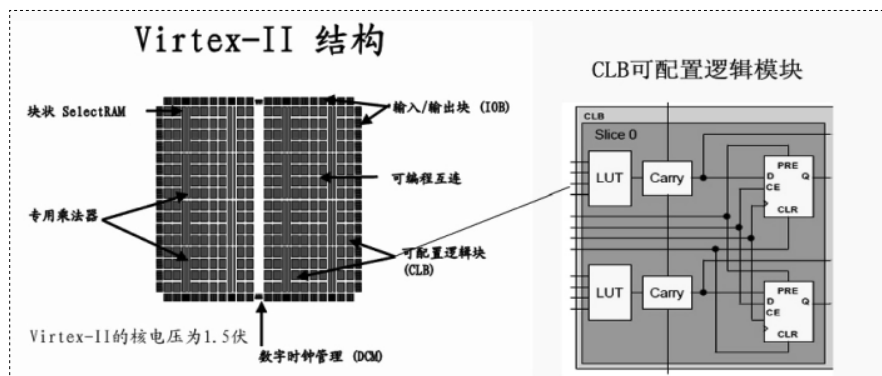 Virtex-II 结构
块状 SelectRAM
输入/输出块 (IOB)
可编程互连
专用乘法器
可配置逻辑块
(CLB)
Virtex-II的核电压为1.5伏
数字时钟管理 (DCM)
CLB可配置逻辑模块
CLB
Slice 0
LUT
Carry
PRE
D
Q
CE
CLR
LUT
Carry
PRE
D
Q
CE
CLR